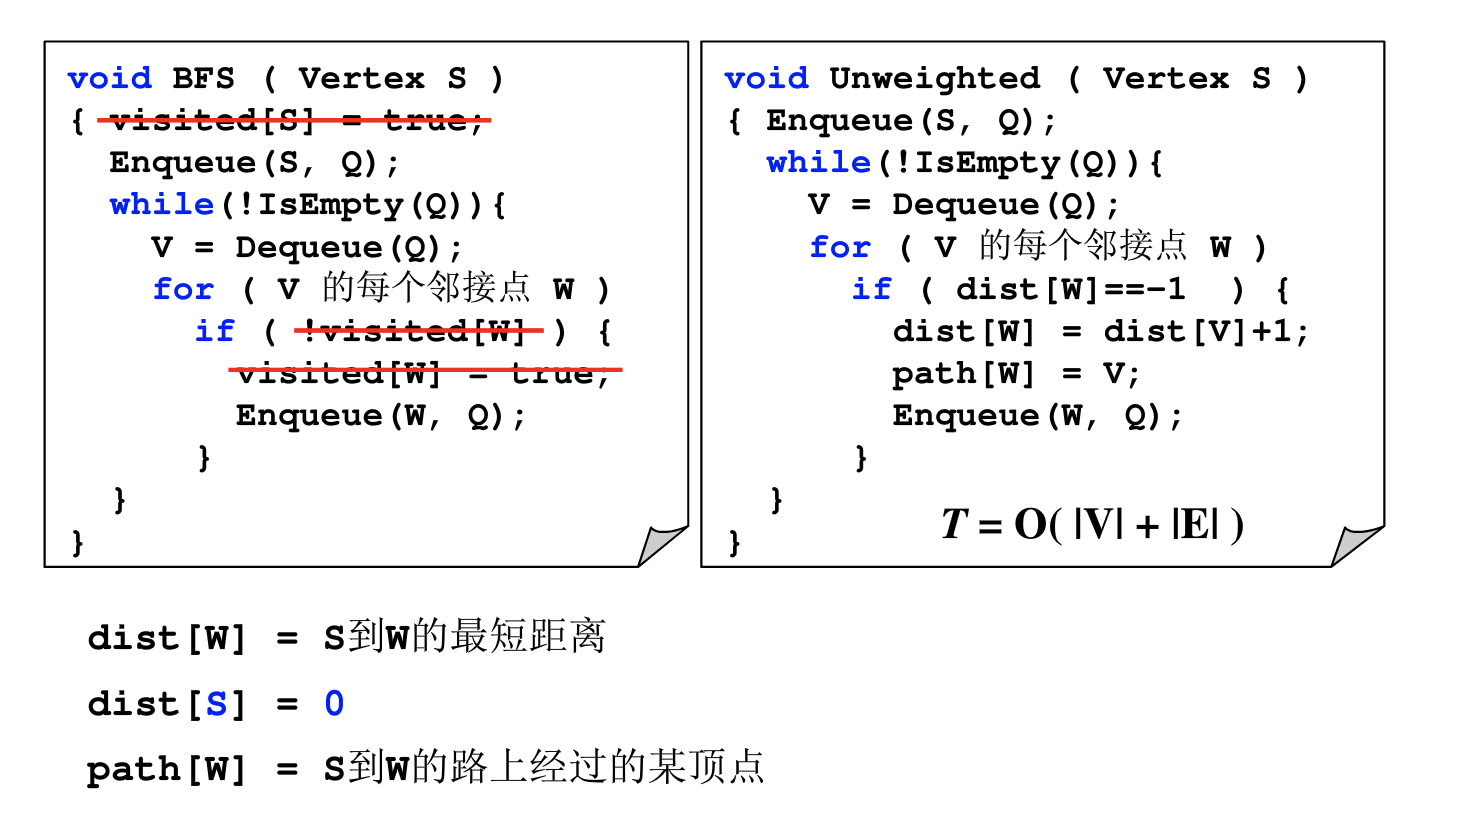 void BFS ( Vertex S )
{ visited[S] = true;
Enqueue(S, Q);
while(!IsEmpty(Q)){
V = Dequeue(Q);
for ( V 的每个邻接点 W )
if ( !visited[W] ) {
visited[W] = true;
Enqueue(W, Q);
}
}
}
void Unweighted ( Vertex S )
{ Enqueue(S, Q);
while(!IsEmpty(Q)){
V = Dequeue(Q);
for ( V 的每个邻接点 W )
if ( dist[W]==-1 ) {
dist[W] = dist[V]+1;
path[W] = V;
Enqueue(W, Q);
}
}
}
T = O( |V| + |E| )
dist[W] = S到W的最短距离
dist[S] = 0
path[W] = S到W的路上经过的某顶点